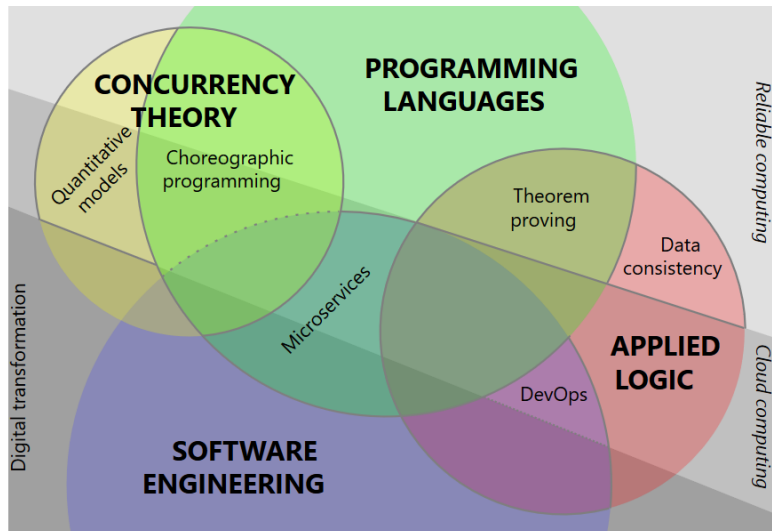 CONCURRENCY
THEORY
PROGRAMMING
LANGUAGES
Quantitative
models
Choreographic
programming
Theorem
proving
Data
consistency
Reliable computing
Microservices
APPLIED
LOGIC
DevOps
Cloud computing
Digital transformation
SOFTWARE
ENGINEERING